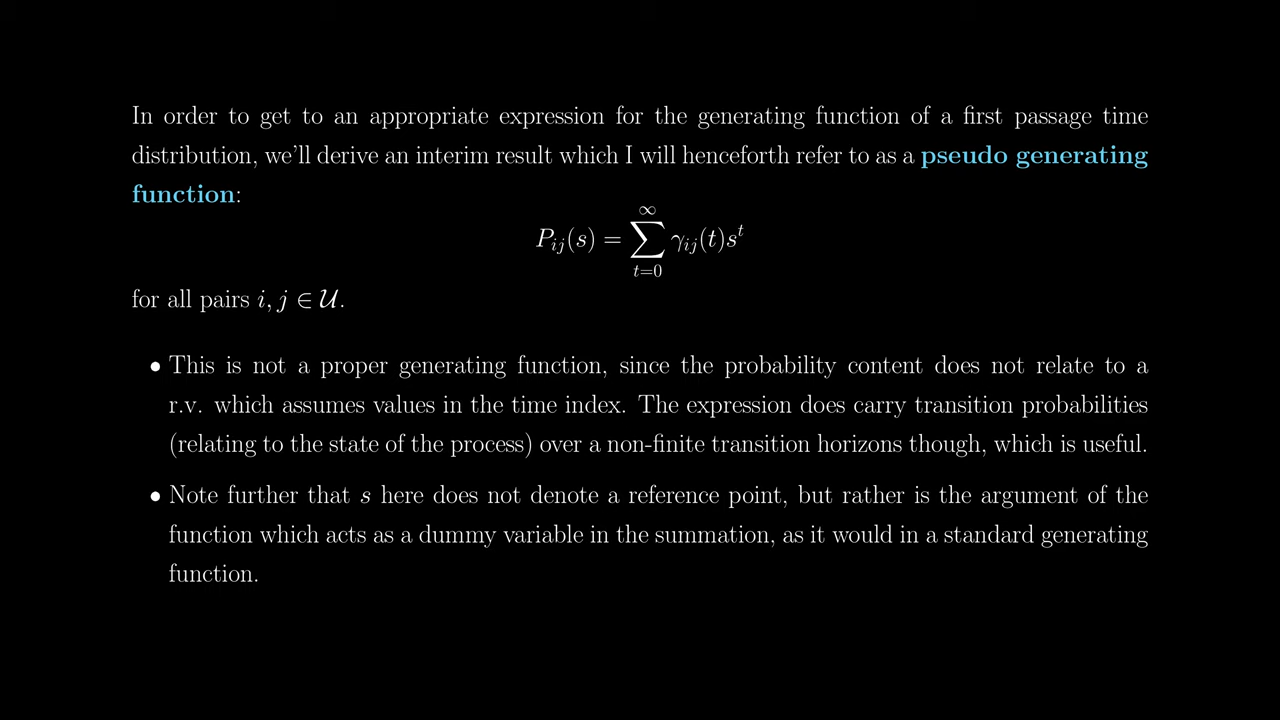 In order to get to an appropriate expression for the generating function of a first passage time
distribution, we'll derive an interim result which I will henceforth refer to as a pseudo generating
function:
P_{ij}(s) = \sum_{t=0}^{\infty} γ_{ij}(t)s^t
for all pairs i, j ∈ 𝒰.
• This is not a proper generating function, since the probability content does not relate to a
r.v. which assumes values in the time index. The expression does carry transition probabilities
(relating to the state of the process) over a non-finite transition horizons though, which is useful.
• Note further that s here does not denote a reference point, but rather is the argument of the
function which acts as a dummy variable in the summation, as it would in a standard generating
function.